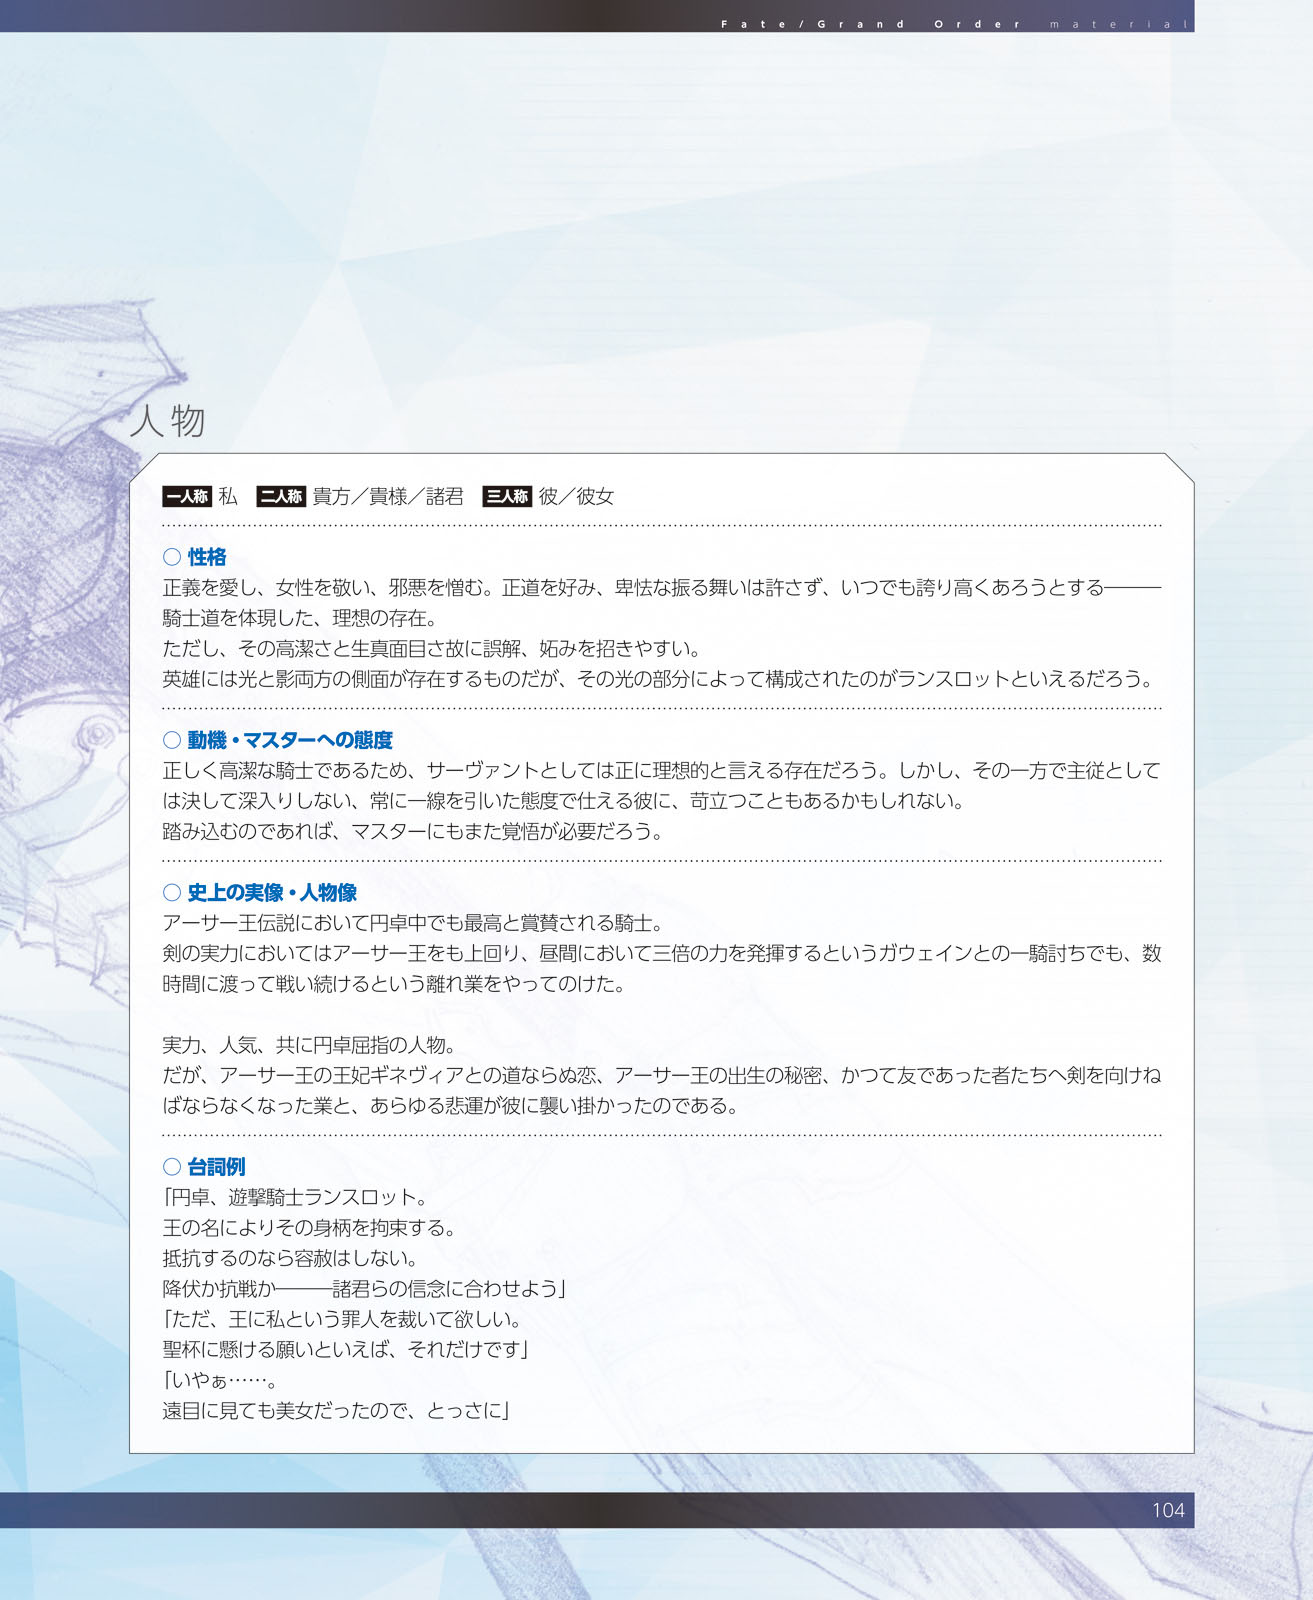 Fate/Grand Order material
人物
一人称 私 二人称 貴方／貴様／諸君 三人称 彼／彼女
○ 性格
正義を愛し、女性を敬い、邪悪を憎む。正道を好み、卑怯な振る舞いは許さず、いつでも誇り高くあろうとする———
騎士道を体現した、理想の存在。
ただし、その高潔さと生真面目さ故に誤解、妬みを招きやすい。
英雄には光と影両方の側面が存在するものだが、その光の部分によって構成されたのがランスロットといえるだろう。
○ 動機・マスターへの態度
正しく高潔な騎士であるため、サーヴァントとしては正に理想的と言える存在だろう。しかし、その一方で主従として
は決して深入りしない、常に一線を引いた態度で仕える彼に、苛立つこともあるかもしれない。
踏み込むのであれば、マスターにもまた覚悟が必要だろう。
○ 史上の実像・人物像
アーサー王伝説において円卓中でも最高と賞賛される騎士。
剣の実力においてはアーサー王をも上回り、昼間において三倍の力を発揮するというガウェインとの一騎討ちでも、数
時間に渡って戦い続けるという離れ業をやってのけた。
実力、人気、共に円卓屈指の人物。
だが、アーサー王の王妃ギネヴィアとの道ならぬ恋、アーサー王の出生の秘密、かつて友であった者たちへ剣を向けね
ばならなくなった業と、あらゆる悲運が彼に襲い掛かったのである。
○ 台詞例
「円卓、遊撃騎士ランスロット。
王の名によりその身柄を拘束する。
抵抗するのなら容赦はしない。
降伏か抗戦か———諸君らの信念に合わせよう」
「ただ、王に私という罪人を裁いて欲しい。
聖杯に懸ける願いといえば、それだけです」
「いやぁ……。
遠目に見ても美女だったので、とっさに」
104